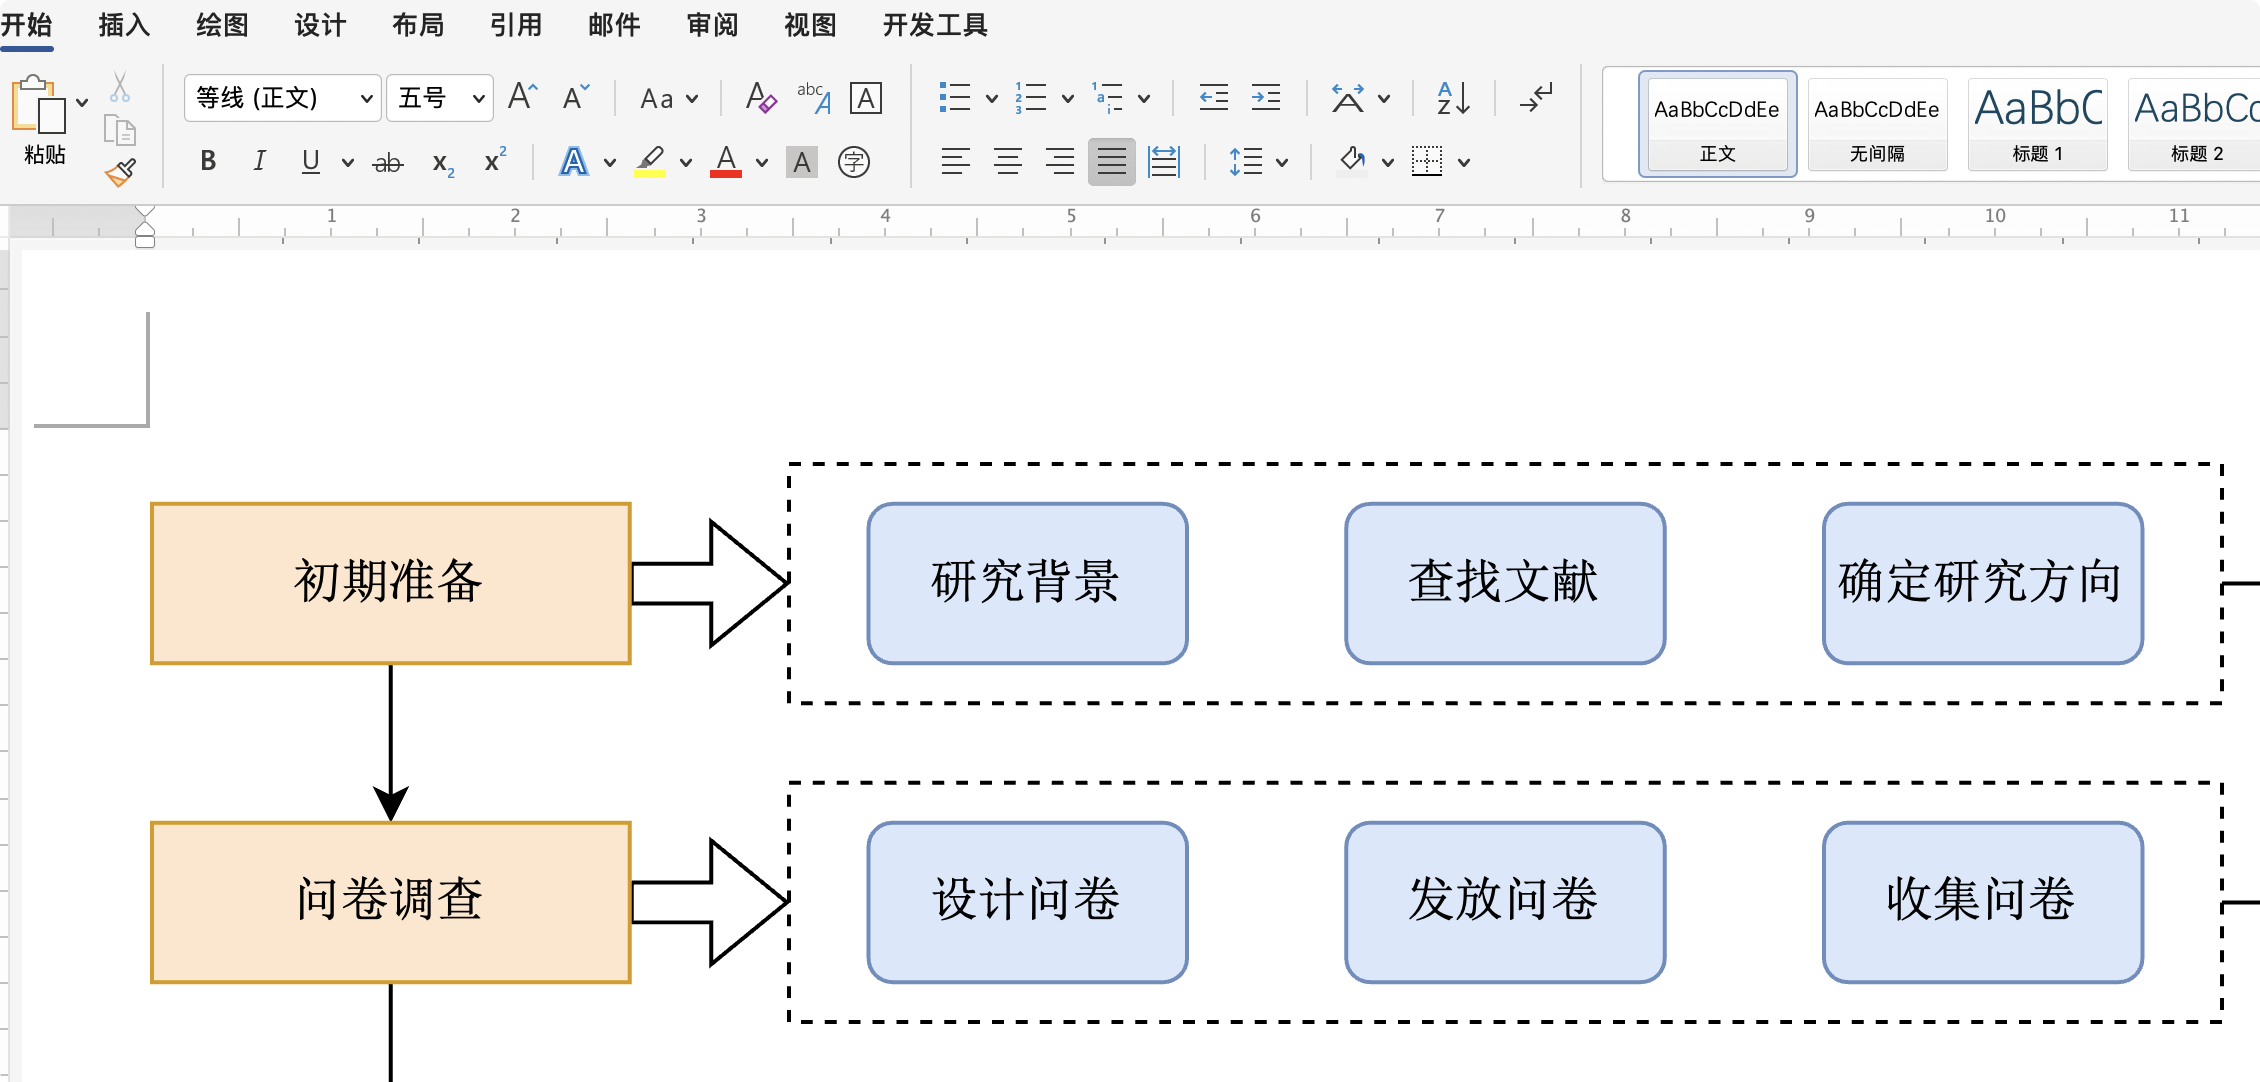 开始 插入 绘图 设计 布局 引用 邮件 审阅 视图 开发工具
粘贴
等线 (正文) 五号 A A Aa A abc A A
B I U ab x2 x2 A A A 字
AaBbCcDdEe AaBbCcDdEe AaBbC AaBbCc
正文 无间隔 标题 1 标题 2
1 2 3 4 5 6 7 8 9 10 11
初期准备 研究背景 查找文献 确定研究方向
问卷调查 设计问卷 发放问卷 收集问卷